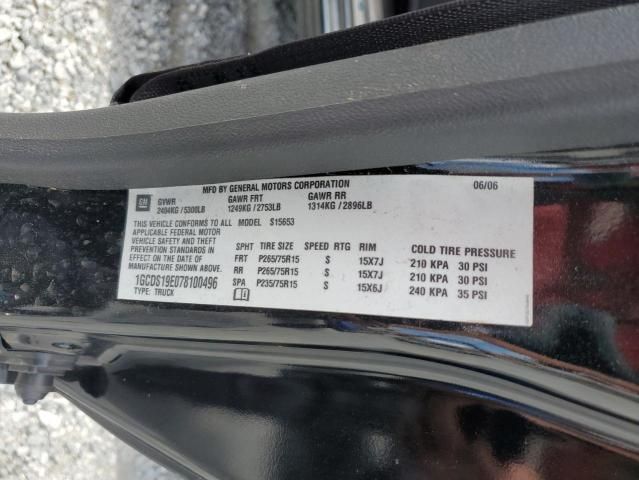 MFD BY GENERAL MOTORS CORPORATION 06/06
GM GVWR GAWR FRT GAWR RR
2404KG / 5300LB 1249KG / 2753LB 1314KG / 2896LB
THIS VEHICLE CONFORMS TO ALL MODEL S15653
APPLICABLE FEDERAL MOTOR
VEHICLE SAFETY AND THEFT
PREVENTION STANDARDS IN
EFFECT ON THE DATE OF
MANUFACTURE SHOWN ABOVE.
1GCDS19E078100496
TYPE: TRUCK
SPHT TIRE SIZE SPEED RTG RIM COLD TIRE PRESSURE
FRT P265/75R15 S 15X7J 210 KPA 30 PSI
RR P265/75R15 S 15X7J 210 KPA 30 PSI
SPA P235/75R15 S 15X6J 240 KPA 35 PSI